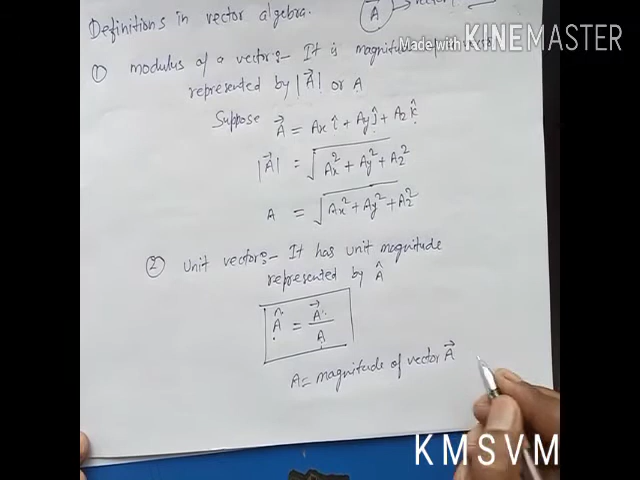 Definitions in vector algebra.
A⃗ → vector
Made with KINEMASTER
① Modulus of a vector:- It is magnitude
represented by |A⃗| or A
Suppose A⃗ = Ax î + Ay ĵ + Az k̂
|A⃗| = √(Ax² + Ay² + Az²)
A = √(Ax² + Ay² + Az²)
② Unit vector:- It has unit magnitude
represented by Â
Â = A⃗ / A
A = magnitude of vector A⃗
KMSVM